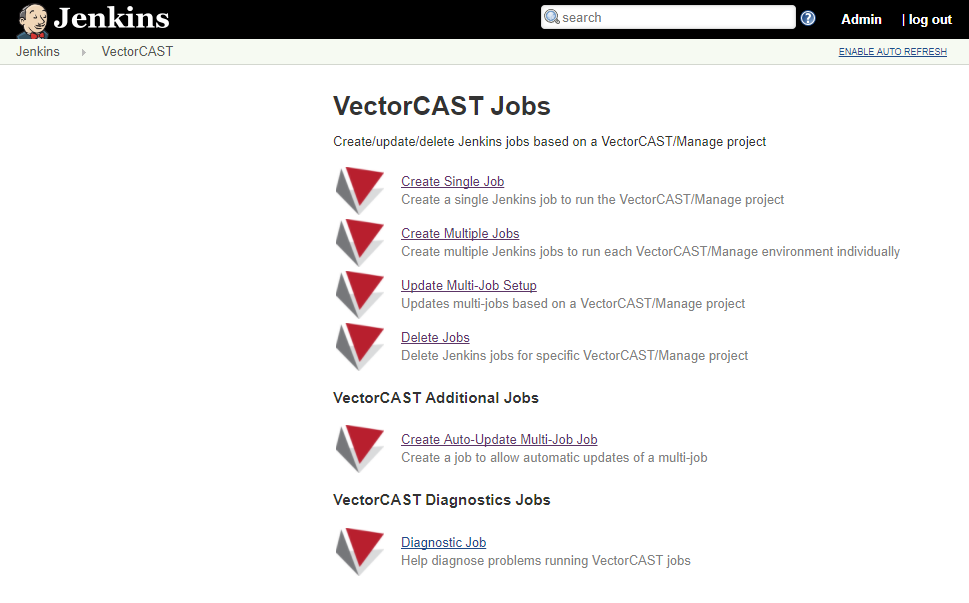 Jenkins
search
?
Admin
| log out
Jenkins
VectorCAST
ENABLE AUTO REFRESH
VectorCAST Jobs
Create/update/delete Jenkins jobs based on a VectorCAST/Manage project
Create Single Job
Create a single Jenkins job to run the VectorCAST/Manage project
Create Multiple Jobs
Create multiple Jenkins jobs to run each VectorCAST/Manage environment individually
Update Multi-Job Setup
Updates multi-jobs based on a VectorCAST/Manage project
Delete Jobs
Delete Jenkins jobs for specific VectorCAST/Manage project
VectorCAST Additional Jobs
Create Auto-Update Multi-Job Job
Create a job to allow automatic updates of a multi-job
VectorCAST Diagnostics Jobs
Diagnostic Job
Help diagnose problems running VectorCAST jobs